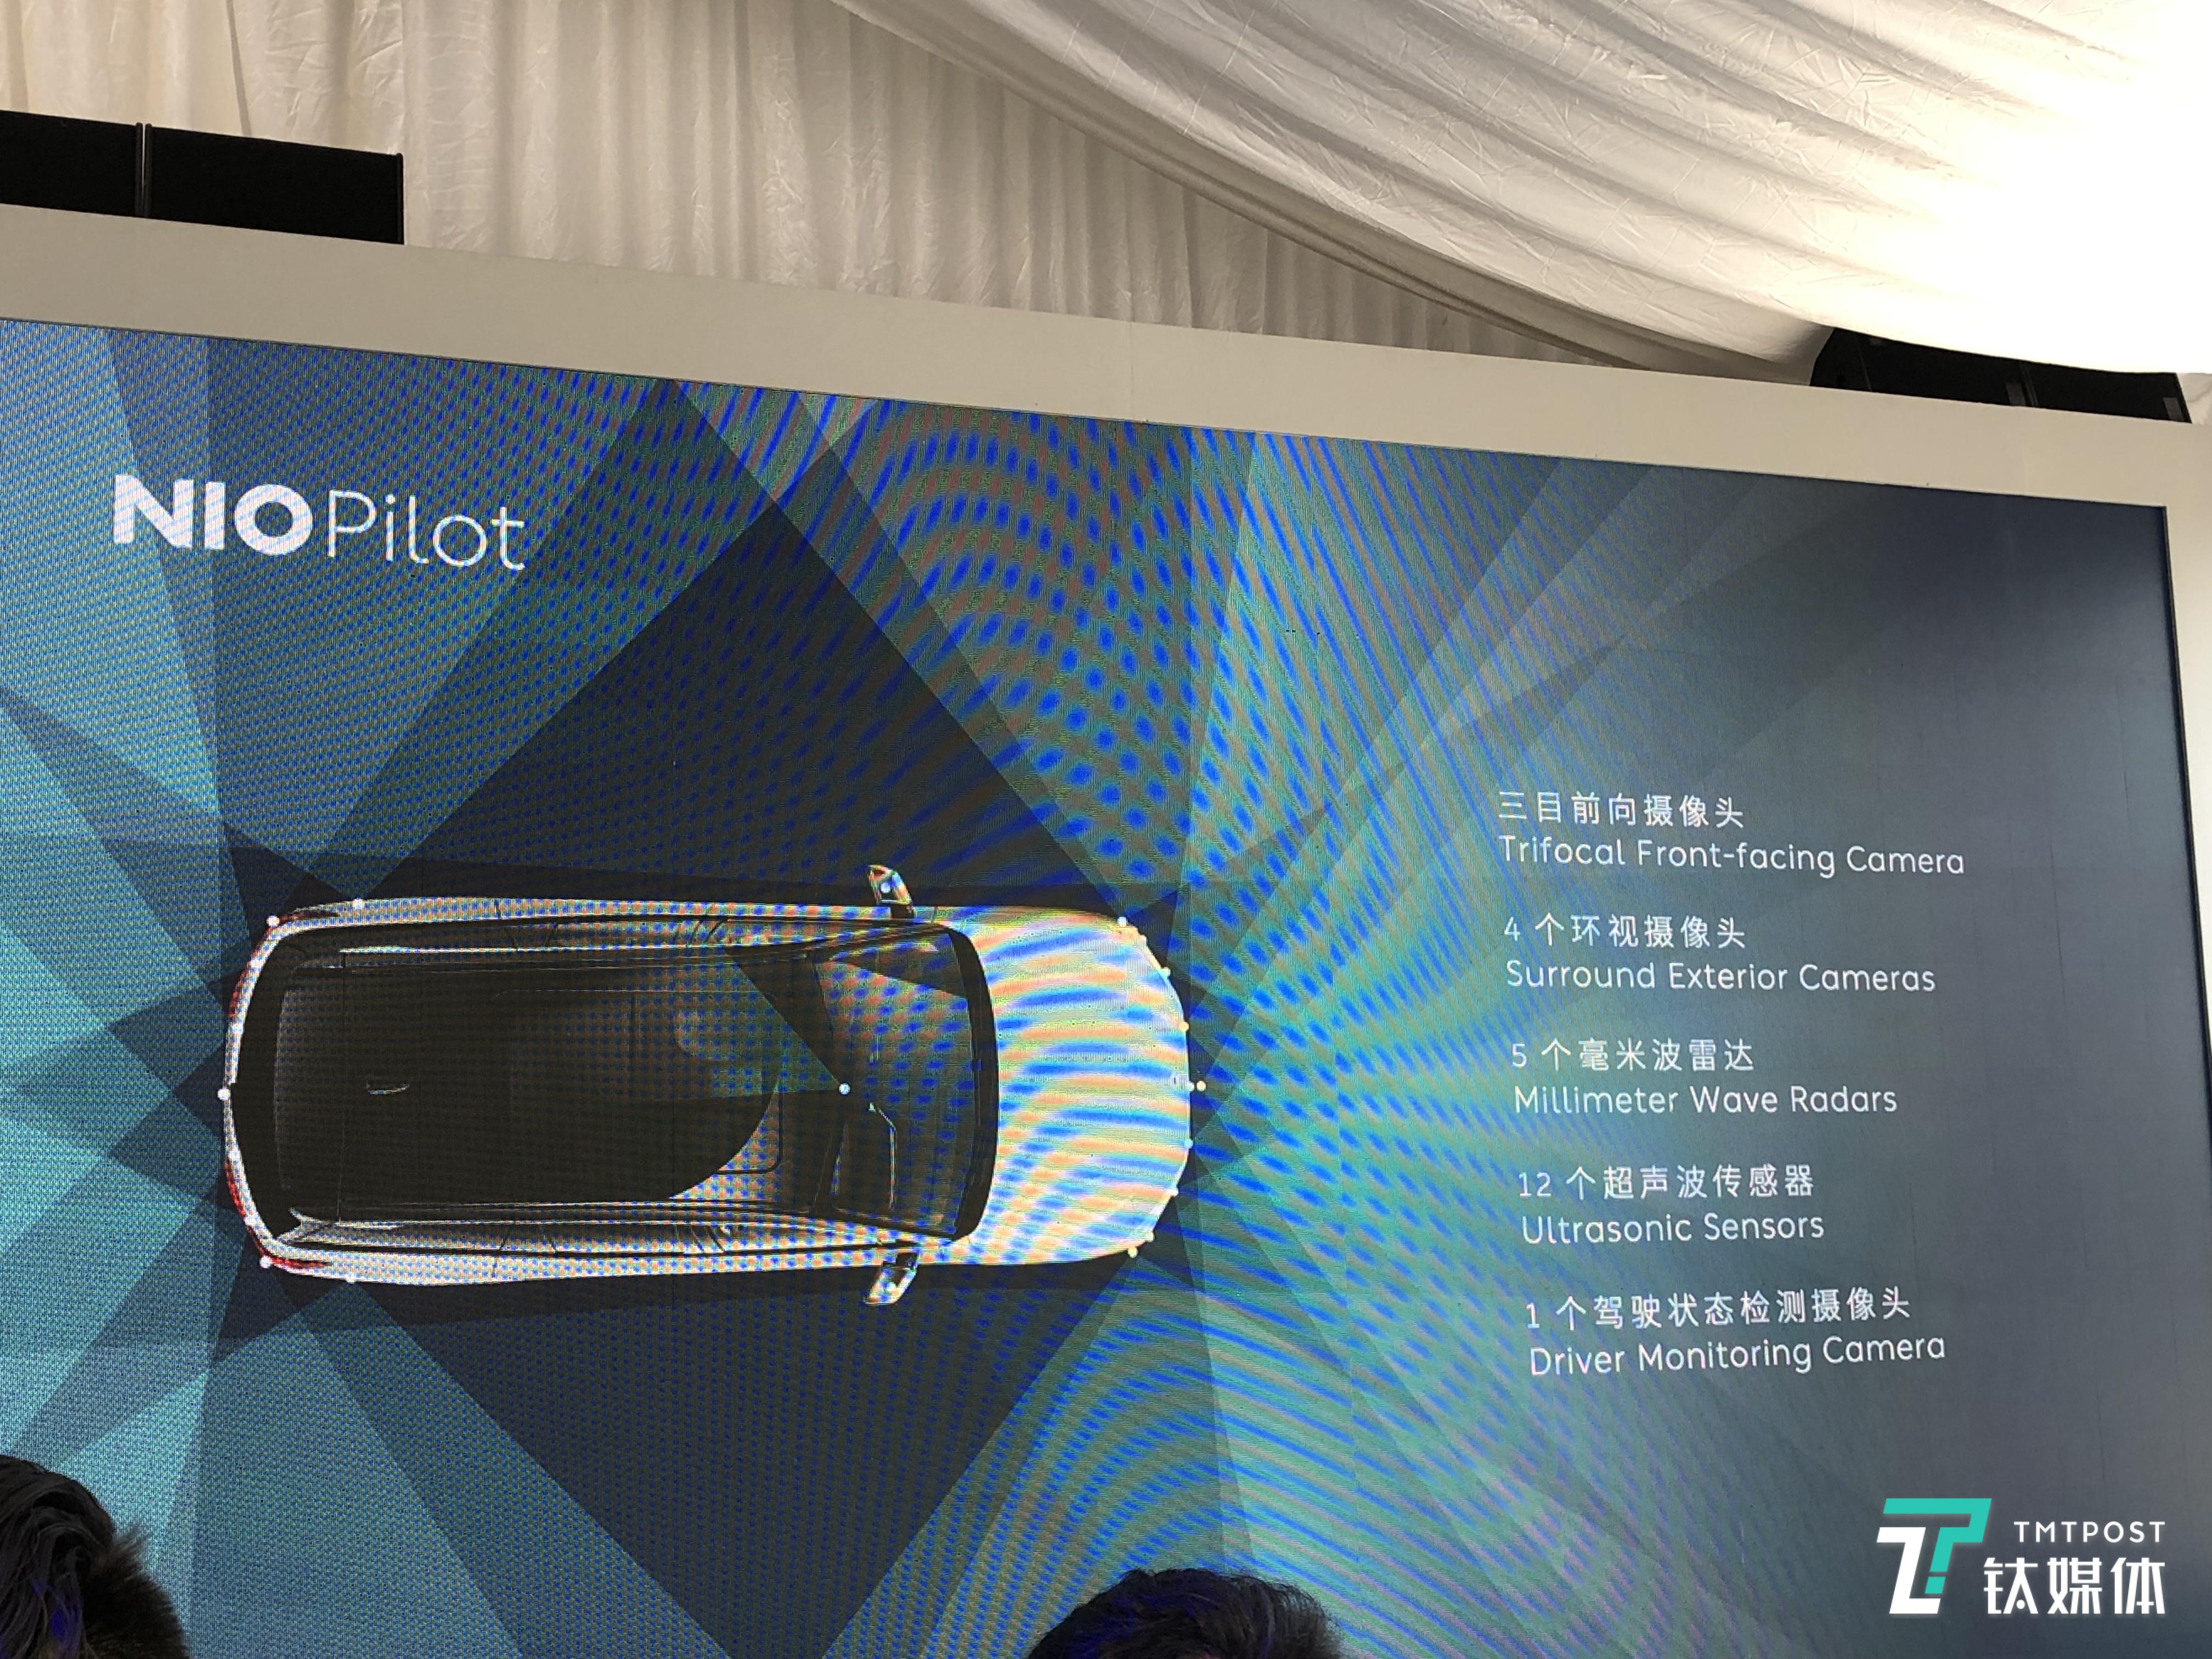 NIO Pilot
三目前向摄像头
Trifocal Front-facing Camera
4 个环视摄像头
Surround Exterior Cameras
5 个毫米波雷达
Millimeter Wave Radars
12 个超声波传感器
Ultrasonic Sensors
1 个驾驶状态检测摄像头
Driver Monitoring Camera
TMTPOST
钛媒体